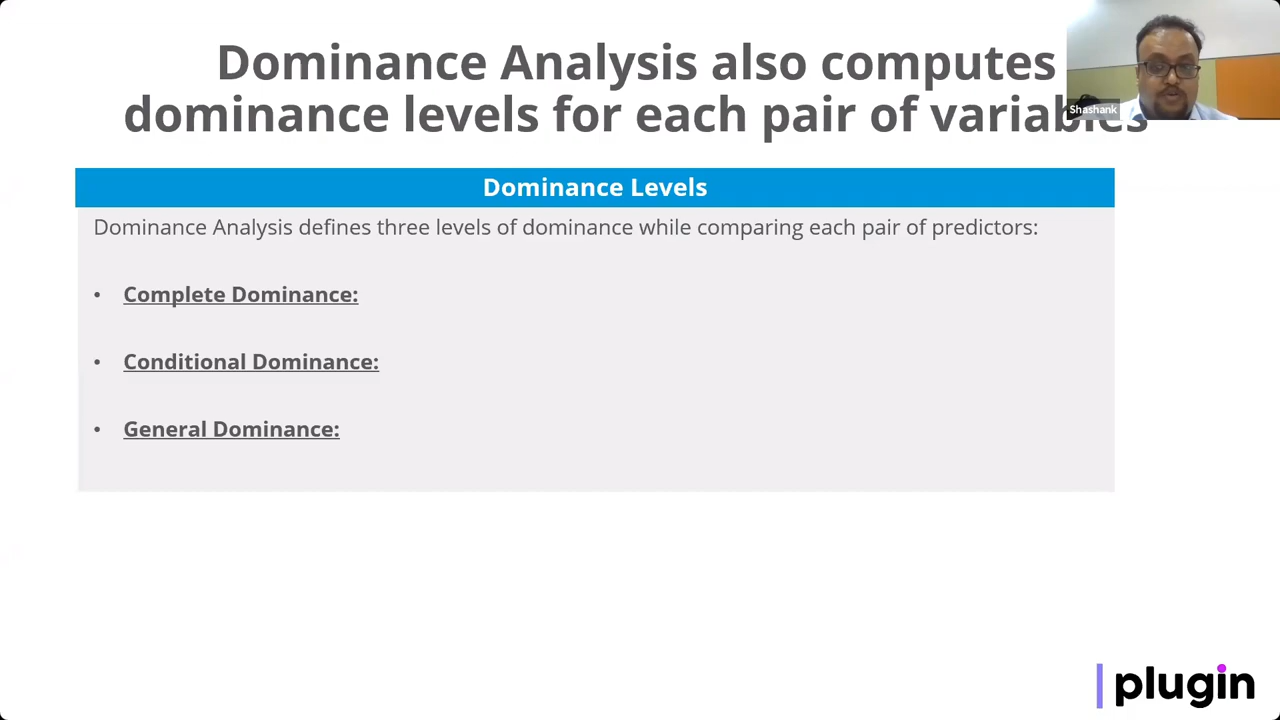 Dominance Analysis also computes
dominance levels for each pair of variables
Shashank
Dominance Levels
Dominance Analysis defines three levels of dominance while comparing each pair of predictors:
• Complete Dominance:
• Conditional Dominance:
• General Dominance:
plugin